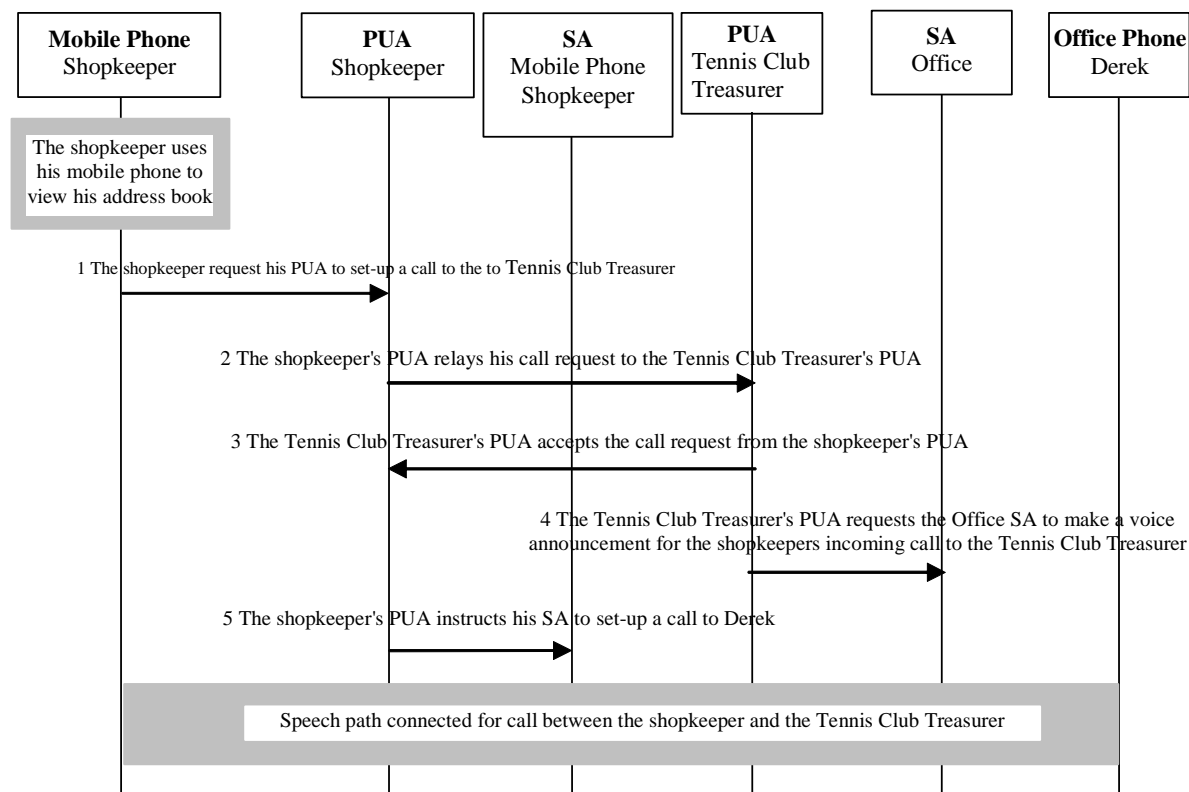 Mobile Phone
Shopkeeper
PUA
Shopkeeper
SA
Mobile Phone
Shopkeeper
PUA
Tennis Club
Treasurer
SA
Office
Office Phone
Derek
The shopkeeper uses
his mobile phone to
view his address book
1 The shopkeeper request his PUA to set-up a call to the to Tennis Club Treasurer
2 The shopkeeper's PUA relays his call request to the Tennis Club Treasurer's PUA
3 The Tennis Club Treasurer's PUA accepts the call request from the shopkeeper's PUA
4 The Tennis Club Treasurer's PUA requests the Office SA to make a voice
announcement for the shopkeepers incoming call to the Tennis Club Treasurer
5 The shopkeeper's PUA instructs his SA to set-up a call to Derek
Speech path connected for call between the shopkeeper and the Tennis Club Treasurer